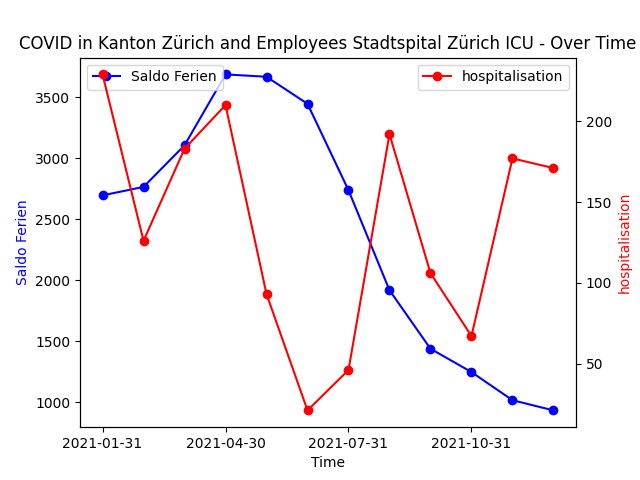 COVID in Kanton Zürich and Employees Stadtspital Zürich ICU - Over Time
Saldo Ferien
hospitalisation
3500
3000
2500
2000
1500
1000
Saldo Ferien
200
150
100
50
hospitalisation
2021-01-31
2021-04-30
2021-07-31
2021-10-31
Time